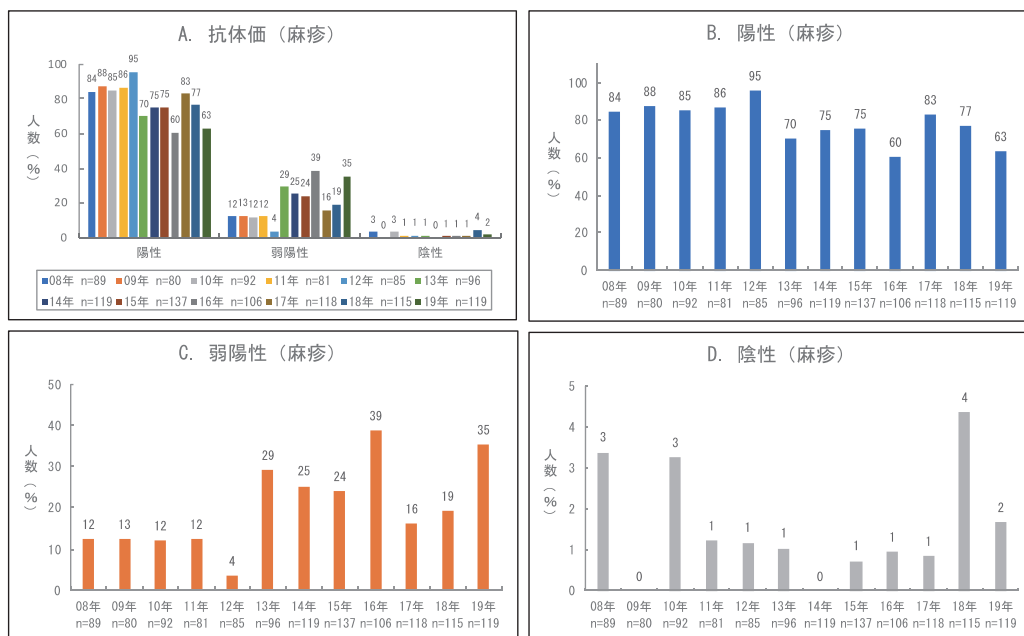 A. 抗体価（麻疹）
人数（%）
100
80
60
40
20
0
84 88 85 86 95 70 75 75 60 83 77 63
12 13 12 12 4 29 25 24 39 16 19 35
3 0 3 1 1 1 0 1 1 1 4 2
陽性 弱陽性 陰性
08年 n=89 09年 n=80 10年 n=92 11年 n=81 12年 n=85 13年 n=96
14年 n=119 15年 n=137 16年 n=106 17年 n=118 18年 n=115 19年 n=119
B. 陽性（麻疹）
人数（%）
100
80
60
40
20
0
84 88 85 86 95 70 75 75 60 83 77 63
08年 09年 10年 11年 12年 13年 14年 15年 16年 17年 18年 19年
n=89 n=80 n=92 n=81 n=85 n=96 n=119 n=137 n=106 n=118 n=115 n=119
C. 弱陽性（麻疹）
人数（%）
50
40
30
20
10
0
12 13 12 12 4 29 25 24 39 16 19 35
08年 09年 10年 11年 12年 13年 14年 15年 16年 17年 18年 19年
n=89 n=80 n=92 n=81 n=85 n=96 n=119 n=137 n=106 n=118 n=115 n=119
D. 陰性（麻疹）
人数（%）
5
4
3
2
1
0
3 0 3 1 1 1 0 1 1 1 4 2
08年 09年 10年 11年 12年 13年 14年 15年 16年 17年 18年 19年
n=89 n=80 n=92 n=81 n=85 n=96 n=119 n=137 n=106 n=118 n=115 n=119